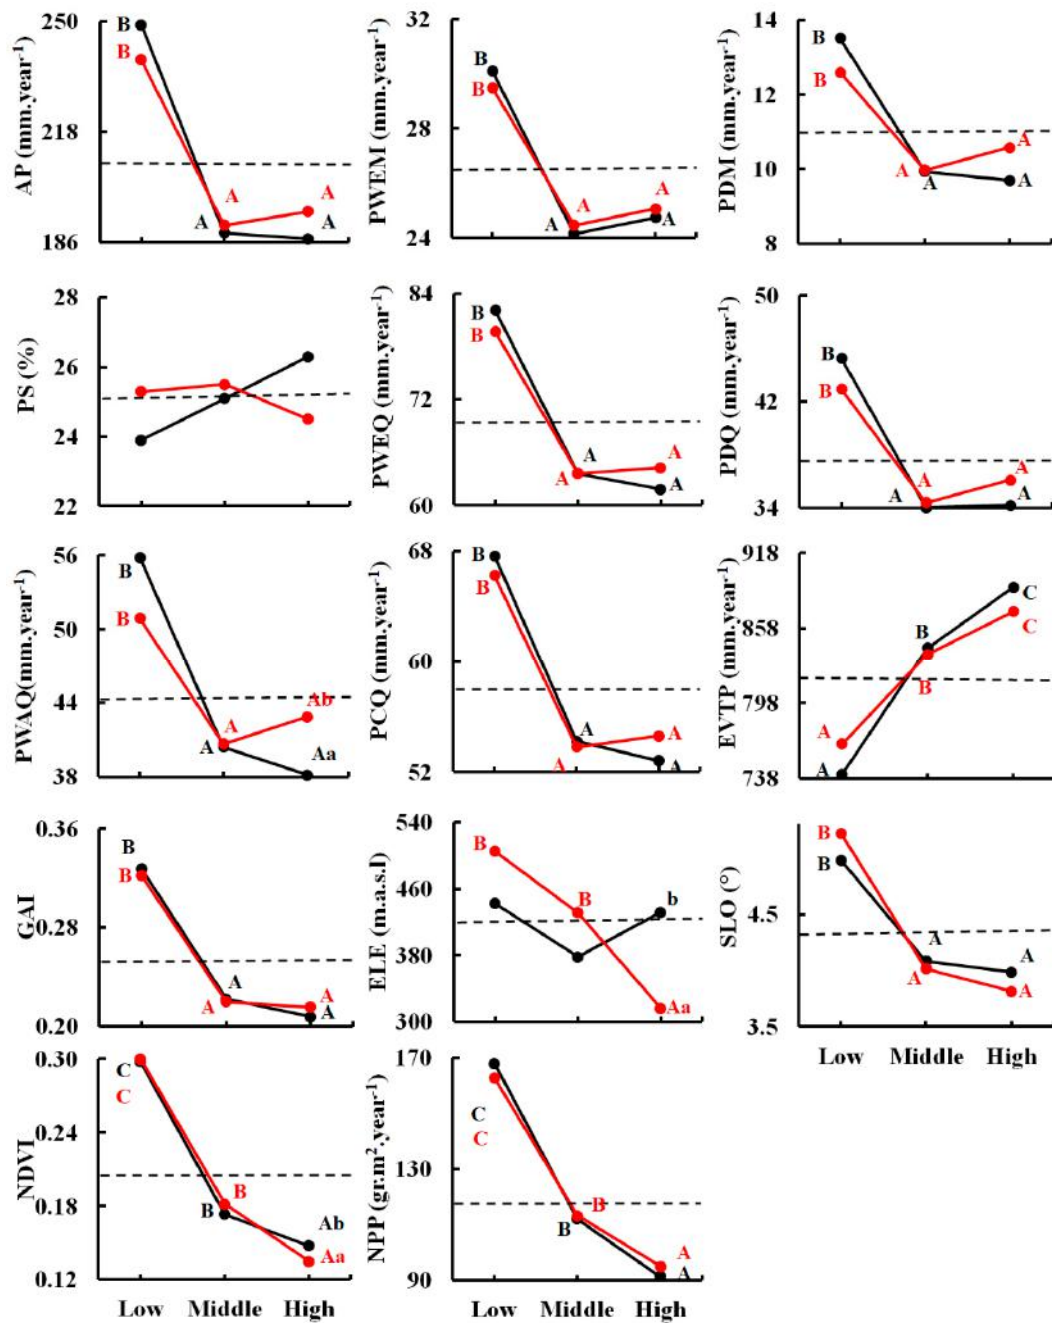 AP (mm.year-1)
250
218
186
B
B
A
A
A
A
PWEM (mm.year-1)
32
28
24
B
B
A
A
A
A
PDM (mm.year-1)
14
12
10
8
B
B
A
A
A
A
PS (%)
28
26
24
22
PWEQ (mm.year-1)
84
72
60
B
B
A
A
A
A
PDQ (mm.year-1)
50
42
34
B
B
A
A
A
A
PWAQ(mm.year-1)
56
50
44
38
B
B
A
A
Ab
Aa
PCQ (mm.year-1)
68
60
52
B
B
A
A
A
A
EVTP (mm.year-1)
918
858
798
738
A
A
B
B
C
C
GAI
0.36
0.28
0.20
B
B
A
A
A
A
ELE (m.a.s.l)
540
460
380
300
B
B
b
Aa
SLO (°)
4.5
3.5
B
B
A
A
A
A
Low Middle High
NDVI
0.30
0.24
0.18
0.12
C
C
B
B
Ab
Aa
Low Middle High
NPP (gr.m2.year-1)
170
130
90
C
C
B
B
A
A
Low Middle High